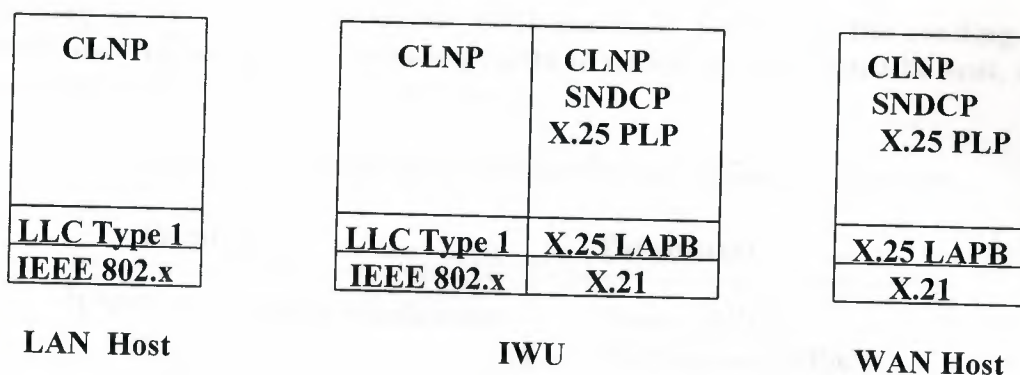 CLNP
LLC Type 1
IEEE 802.x
LAN Host
CLNP
LLC Type 1
IEEE 802.x
CLNP
SNDCP
X.25 PLP
X.25 LAPB
X.21
IWU
CLNP
SNDCP
X.25 PLP
X.25 LAPB
X.21
WAN Host